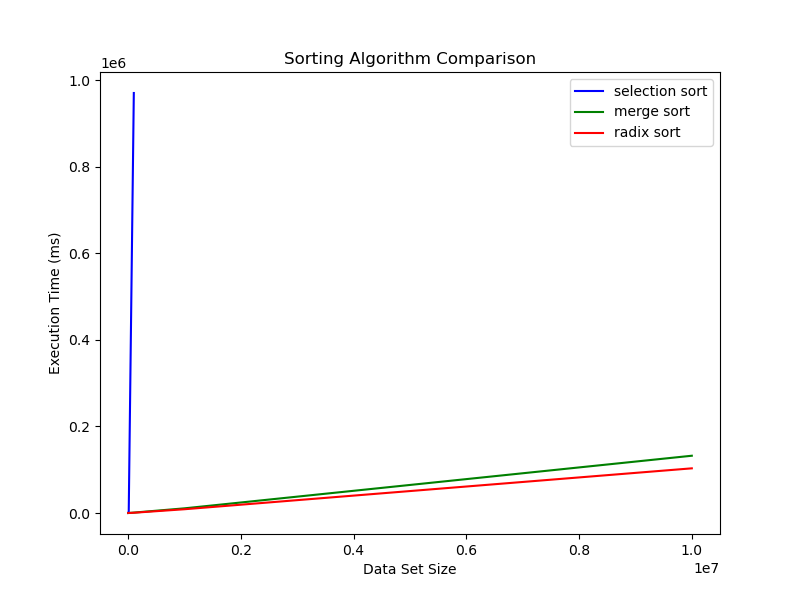 Sorting Algorithm Comparison
1e6
1.0
0.8
0.6
0.4
0.2
0.0
Execution Time (ms)
selection sort
merge sort
radix sort
0.0 0.2 0.4 0.6 0.8 1.0
1e7
Data Set Size